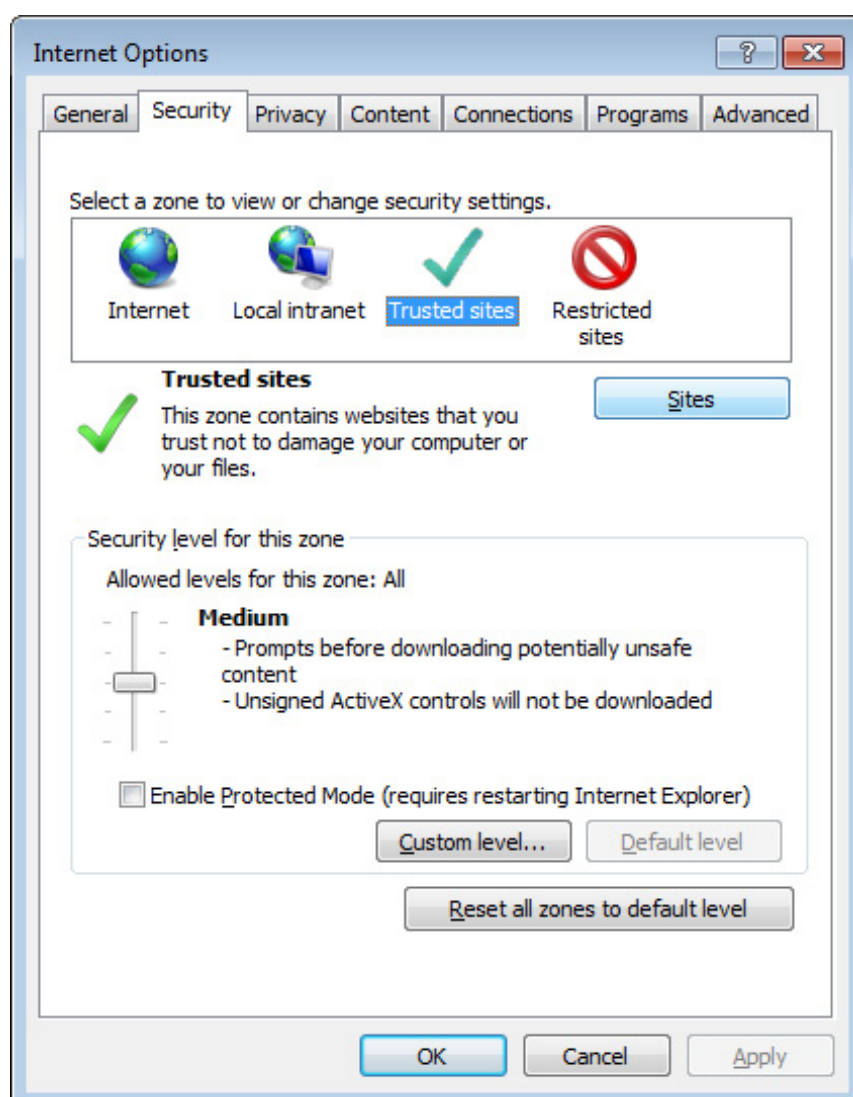 Internet Options
General Security Privacy Content Connections Programs Advanced
Select a zone to view or change security settings.
Internet Local intranet Trusted sites Restricted
sites
Trusted sites
Sites
This zone contains websites that you
trust not to damage your computer or
your files.
Security level for this zone
Allowed levels for this zone: All
Medium
- Prompts before downloading potentially unsafe
content
- Unsigned ActiveX controls will not be downloaded
Enable Protected Mode (requires restarting Internet Explorer)
Custom level... Default level
Reset all zones to default level
OK Cancel Apply